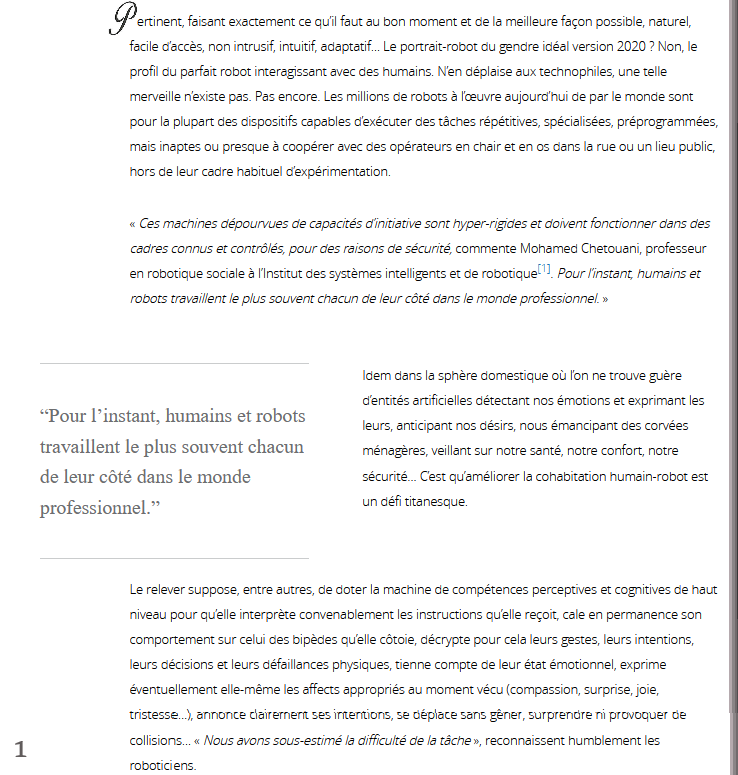 Pertinent, faisant exactement ce qu’il faut au bon moment et de la meilleure façon possible, naturel,
facile d’accès, non intrusif, intuitif, adaptatif… Le portrait-robot du gendre idéal version 2020 ? Non, le
profil du parfait robot interagissant avec des humains. N’en déplaise aux technophiles, une telle
merveille n’existe pas. Pas encore. Les millions de robots à l’œuvre aujourd’hui de par le monde sont
pour la plupart des dispositifs capables d’exécuter des tâches répétitives, spécialisées, préprogrammées,
mais inaptes ou presque à coopérer avec des opérateurs en chair et en os dans la rue ou un lieu public,
hors de leur cadre habituel d’expérimentation.
« Ces machines dépourvues de capacités d’initiative sont hyper-rigides et doivent fonctionner dans des
cadres connus et contrôlés, pour des raisons de sécurité, commente Mohamed Chetouani, professeur
en robotique sociale à l’Institut des systèmes intelligents et de robotique[1]. Pour l’instant, humains et
robots travaillent le plus souvent chacun de leur côté dans le monde professionnel. »
“Pour l’instant, humains et robots
travaillent le plus souvent chacun
de leur côté dans le monde
professionnel.”
Idem dans la sphère domestique où l’on ne trouve guère
d’entités artificielles détectant nos émotions et exprimant les
leurs, anticipant nos désirs, nous émancipant des corvées
ménagères, veillant sur notre santé, notre confort, notre
sécurité… C’est qu’améliorer la cohabitation humain-robot est
un défi titanesque.
Le relever suppose, entre autres, de doter la machine de compétences perceptives et cognitives de haut
niveau pour qu’elle interprète convenablement les instructions qu’elle reçoit, cale en permanence son
comportement sur celui des bipèdes qu’elle côtoie, décrypte pour cela leurs gestes, leurs intentions,
leurs décisions et leurs défaillances physiques, tienne compte de leur état émotionnel, exprime
éventuellement elle-même les affects appropriés au moment vécu (compassion, surprise, joie,
tristesse…), annonce clairement ses intentions, se déplace sans gêner, surprendre ni provoquer de
collisions… « Nous avons sous-estimé la difficulté de la tâche », reconnaissent humblement les
roboticiens.
1